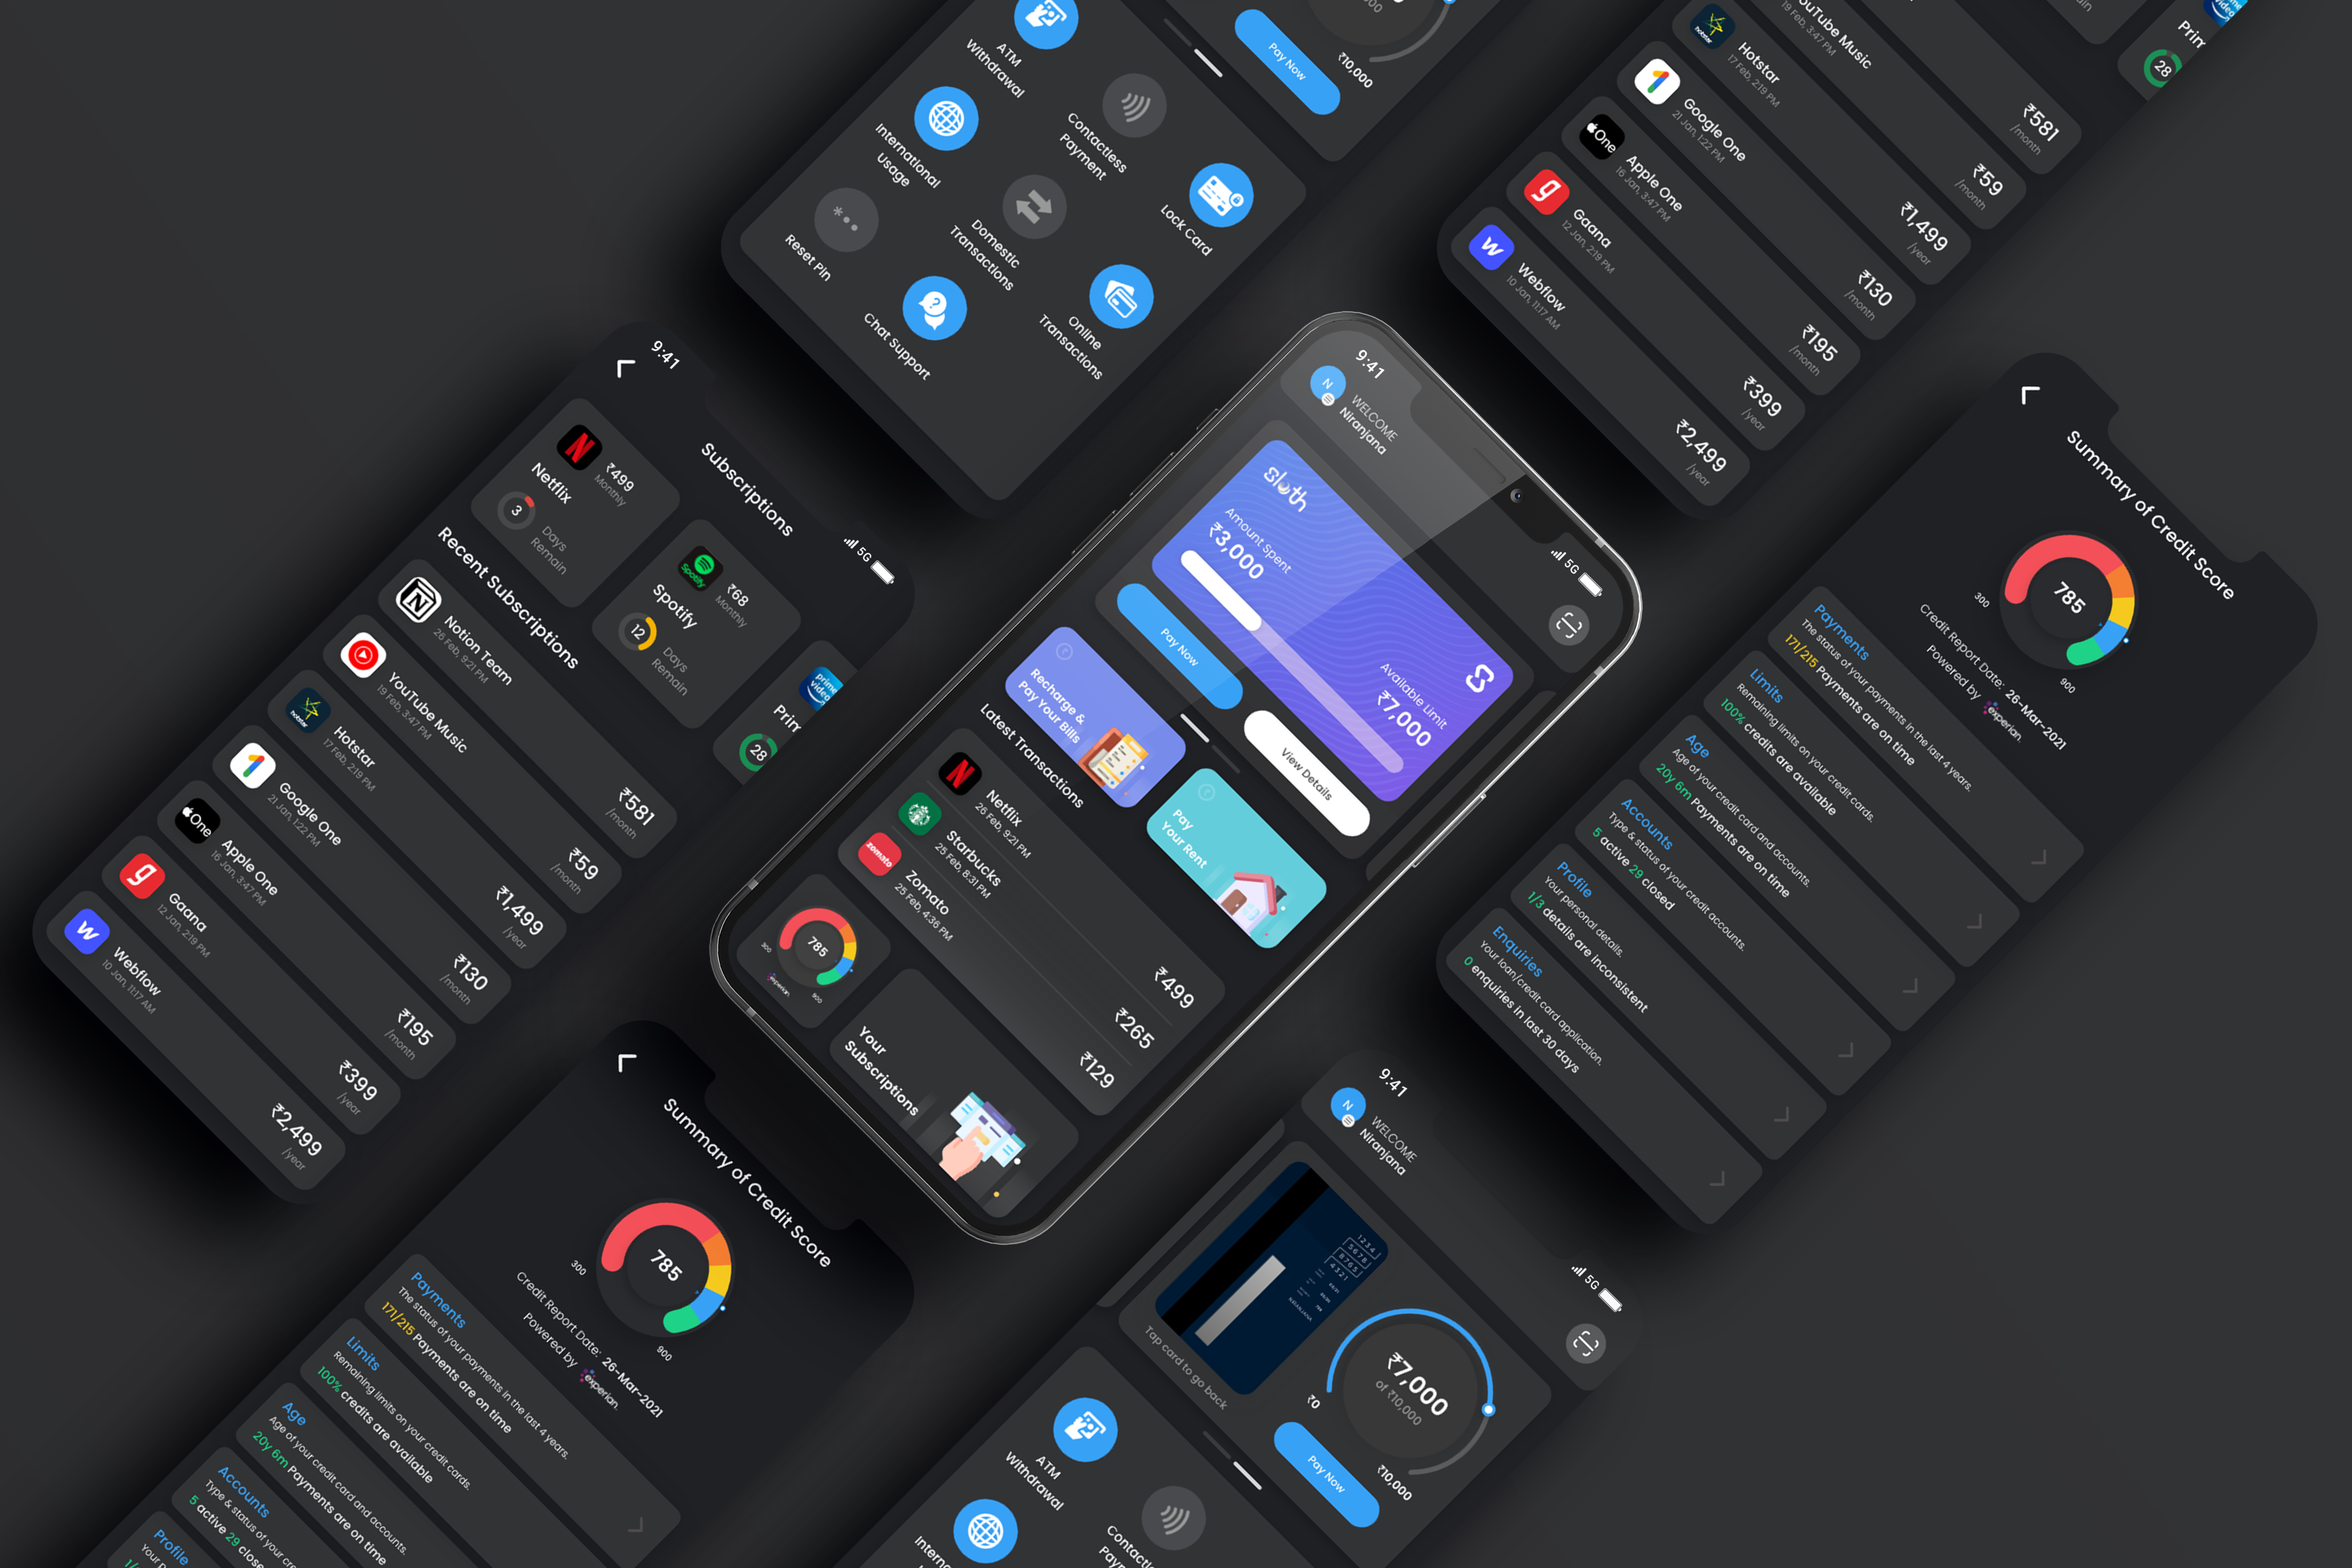 ATM
Withdrawal
Contactless
Payment
International
Usage
Lock Card
Domestic
Transactions
Reset Pin
Online
Transactions
Chat Support
Pay Now
₹10,000
YouTube Music
19 Feb, 3:47 PM
₹581
/month
Hotstar
17 Feb, 2:19 PM
₹59
/month
Google One
21 Jan, 1:22 PM
₹1,499
/year
Apple One
16 Jan, 3:47 PM
₹130
/month
Gaana
12 Jan, 2:19 PM
₹195
/month
Webflow
10 Jan, 11:17 AM
₹399
/year
₹2,499
/year
prime
video
Prim
28
9:41
5G
Subscriptions
₹499
Monthly
Netflix
3
Days
Remain
Spotify
₹68
Monthly
Spotify
12
Days
Remain
prime
video
Prim
28
Recent Subscriptions
Notion Team
26 Feb, 9:21 PM
₹581
/month
YouTube Music
19 Feb, 3:47 PM
₹59
/month
hotstar
Hotstar
17 Feb, 2:19 PM
₹1,499
/year
Google One
21 Jan, 1:22 PM
₹130
/month
One
Apple One
16 Jan, 3:47 PM
₹195
/month
Gaana
12 Jan, 2:19 PM
₹399
/year
Webflow
10 Jan, 11:17 AM
₹2,499
/year
9:41
5G
N
WELCOME
Niranjana
Sloth
Amount Spent
₹3,000
Available Limit
₹7,000
Pay Now
View Details
Recharge &
Pay Your Bills
Pay
Your Rent
Latest Transactions
Netflix
26 Feb, 9:21 PM
₹499
Starbucks
25 Feb, 8:31 PM
₹265
zomato
Zomato
25 Feb, 4:36 PM
₹129
785
300
900
experian.
Your
Subscriptions
Summary of Credit Score
785
300
900
Credit Report Date: 26-Mar-2021
Powered by experian.
Payments
The status of your payments in the last 4 years.
171/215 Payments are on time
Limits
Remaining limits on your credit cards.
100% credits are available
Age
Age of your credit card and accounts.
20y 6m Payments are on time
Accounts
Type & status of your credit accounts.
5 active 29 closed
Profile
Your personal details.
1/3 details are inconsistent
Enquiries
Your loan/credit card application.
0 enquiries in last 30 days
Summary of Credit Score
785
300
900
Credit Report Date: 26-Mar-2021
Powered by experian.
Payments
The status of your payments in the last 4 years.
171/215 Payments are on time
Limits
Remaining limits on your credit cards.
100% credits are available
Age
Age of your credit card and accounts.
20y 6m Payments are on time
Accounts
Type & status of your cre
5 active 29 close
Profile
Your p
9:41
5G
N
WELCOME
Niranjana
1234
5678
8765
4321
Tap card to go back
₹7,000
of ₹10,000
₹0
₹10,000
Pay Now
ATM
Withdrawal
Contactl
Paym
Interna